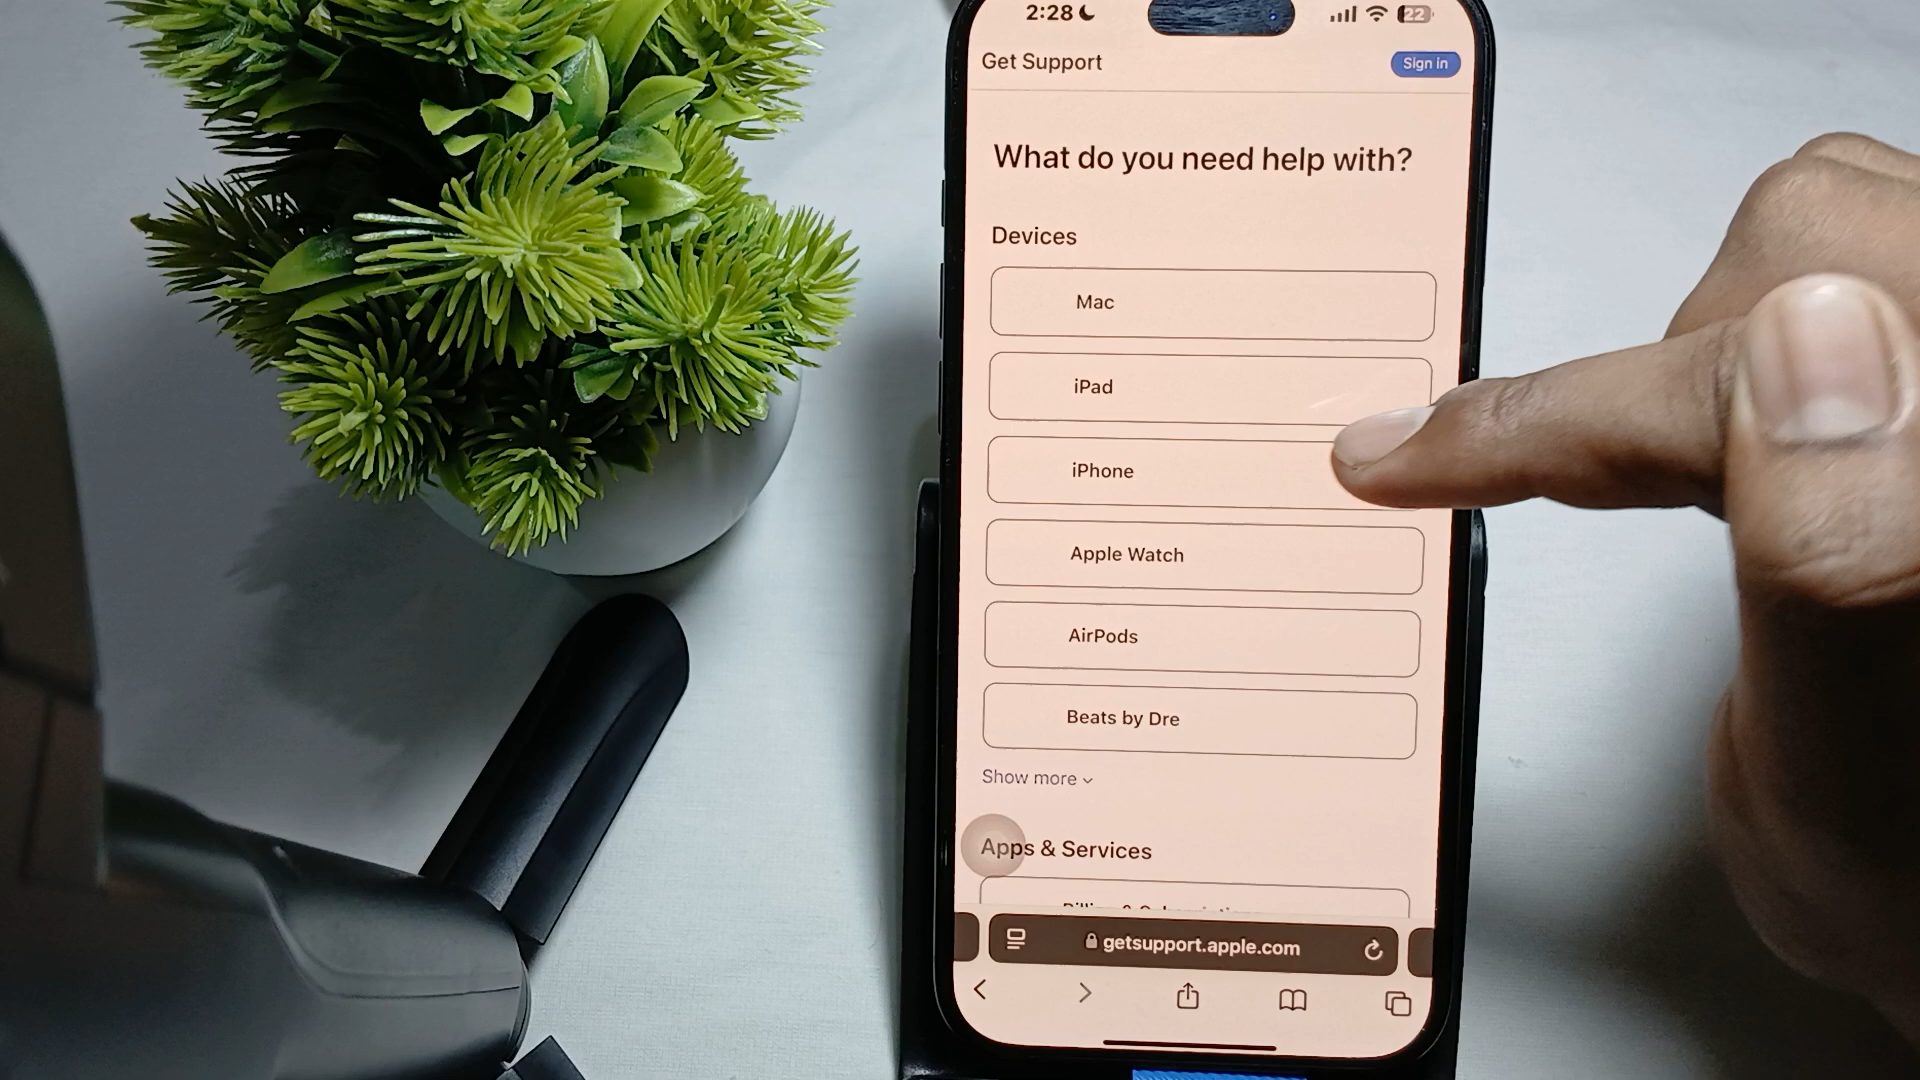 2:28
22
Get Support
Sign in
What do you need help with?
Devices
Mac
iPad
iPhone
Apple Watch
AirPods
Beats by Dre
Show more
Apps & Services
getsupport.apple.com